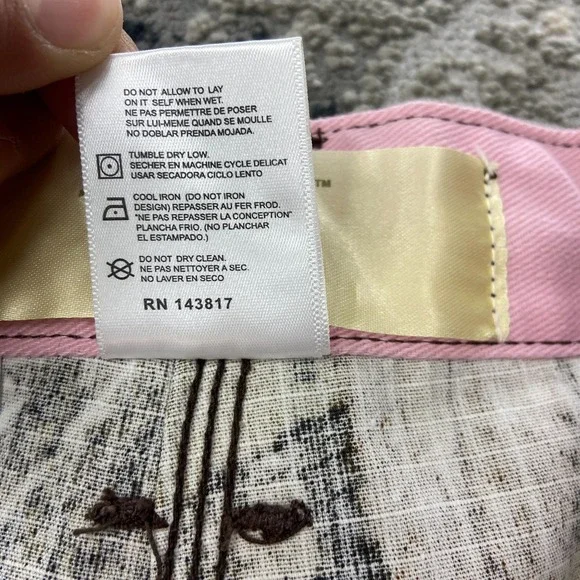 DO NOT ALLOW TO LAY
ON IT SELF WHEN WET.
NE PAS PERMETTRE DE POSER
SUR LUI-MEME QUAND SE MOULLE
NO DOBLAR PRENDA MOJADA.
TUMBLE DRY LOW.
SECHER EN MACHINE CYCLE DELICAT
USAR SECADORA CICLO LENTO
COOL IRON (DO NOT IRON
DESIGN) REPASSER AU FER FROID.
"NE PAS REPASSER LA CONCEPTION"
PLANCHA FRIO. (NO PLANCHAR
EL ESTAMPADO.)
DO NOT DRY CLEAN.
NE PAS NETTOYER A SEC.
NO LAVER EN SECO
RN 143817
TM